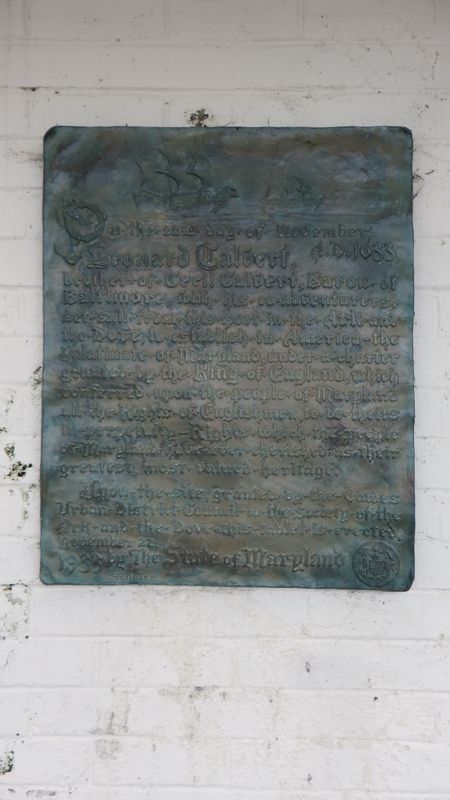 On·the·22nd·day·of·November
Leonard Calvert, A.D.1633
brother·of·Cecil Calvert, Baron·of
Baltimore, with·his·co-adventurers,
set·sail·from·this·port·in·the·Ark·and
the·Dove, to·establish·in·America·the
Palatinate·of·Maryland, under·a·charter
granted·by·the·King·of·England, which
conferred·upon·the·people·of·Maryland
all·the·Rights·of·Englishmen, to·be·theirs
in·perpetuity·Rights·which·the·people
of·Maryland·have·ever·cherished·as·their
greatest, most·valued·heritage.
Upon·the·site, granted·by·the·Cowes
Urban·District·Council·to·the·Society·of·the
Ark·and·the·Dove·this·tablet·is·erected,
November 22,
1933 by The State of Maryland